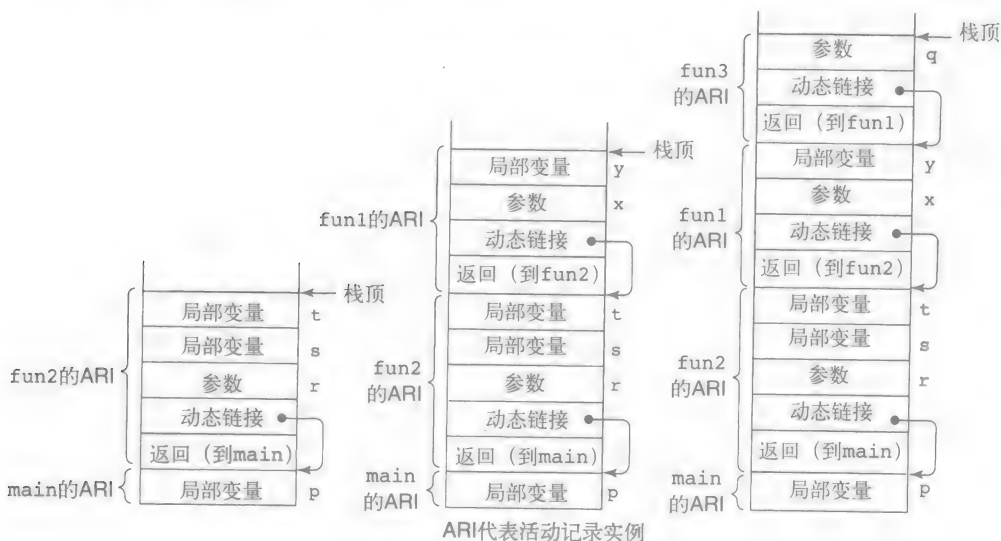 栈顶
局部变量 t
局部变量 s
参数 r
动态链接
返回（到main）
局部变量 p
fun2的ARI
main的ARI
栈顶
局部变量 y
参数 x
动态链接
返回（到fun2）
局部变量 t
局部变量 s
参数 r
动态链接
返回（到main）
局部变量 p
fun1的ARI
fun2
的ARI
main
的ARI
栈顶
参数 q
动态链接
返回（到fun1）
局部变量 y
参数 x
动态链接
返回（到fun2）
局部变量 t
局部变量 s
参数 r
动态链接
返回（到main）
局部变量 p
fun3
的ARI
fun1
的ARI
fun2
的ARI
main
的ARI
ARI代表活动记录实例